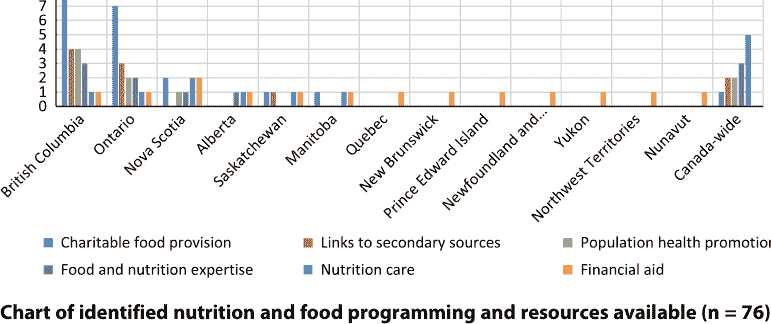 7
6
5
4
3
2
1
0
British Columbia
Ontario
Nova Scotia
Alberta
Saskatchewan
Manitoba
Quebec
New Brunswick
Prince Edward Island
Newfoundland and...
Yukon
Northwest Territories
Nunavut
Canada-wide
Charitable food provision
Links to secondary sources
Population health promotion
Food and nutrition expertise
Nutrition care
Financial aid
Chart of identified nutrition and food programming and resources available (n = 76)